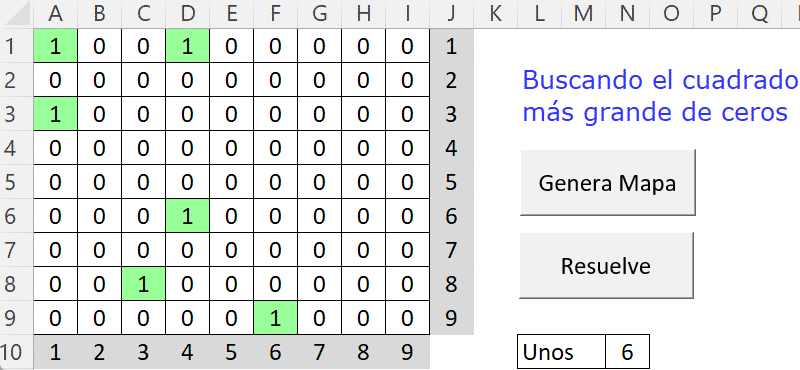 A B C D E F G H I J K L M N O P Q
1 1 0 0 1 0 0 0 0 0 1
2 0 0 0 0 0 0 0 0 0 2
Buscando el cuadrado
3 1 0 0 0 0 0 0 0 0 3
más grande de ceros
4 0 0 0 0 0 0 0 0 0 4
5 0 0 0 0 0 0 0 0 0 5
Genera Mapa
6 0 0 0 1 0 0 0 0 0 6
7 0 0 0 0 0 0 0 0 0 7
8 0 0 1 0 0 0 0 0 0 8
Resuelve
9 0 0 0 0 0 1 0 0 0 9
10 1 2 3 4 5 6 7 8 9
Unos 6